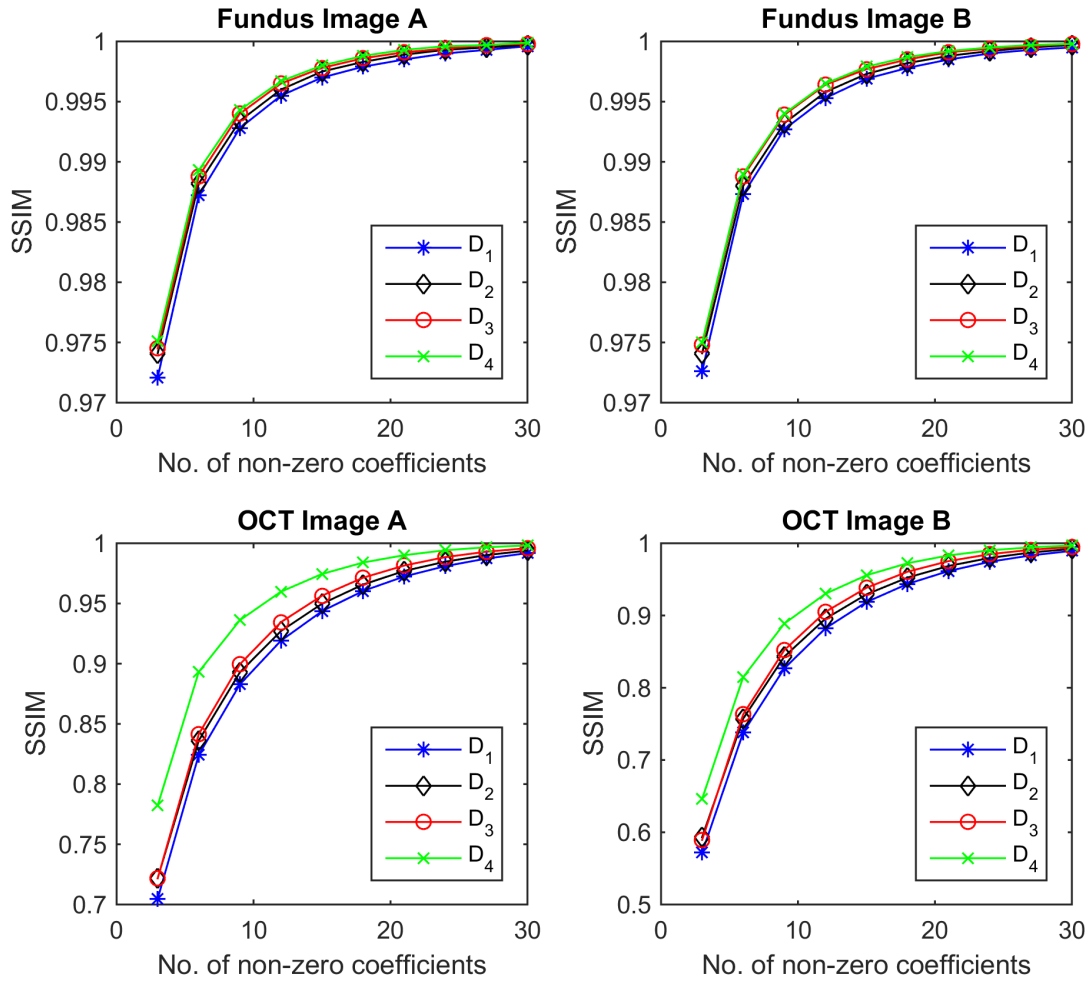 Fundus Image A
1
0.995
0.99
0.985
0.98
0.975
0.97
SSIM
0
10
20
30
No. of non-zero coefficients
D1
D2
D3
D4
Fundus Image B
1
0.995
0.99
0.985
0.98
0.975
0.97
SSIM
0
10
20
30
No. of non-zero coefficients
D1
D2
D3
D4
OCT Image A
1
0.95
0.9
0.85
0.8
0.75
0.7
SSIM
0
10
20
30
No. of non-zero coefficients
D1
D2
D3
D4
OCT Image B
1
0.9
0.8
0.7
0.6
0.5
SSIM
0
10
20
30
No. of non-zero coefficients
D1
D2
D3
D4